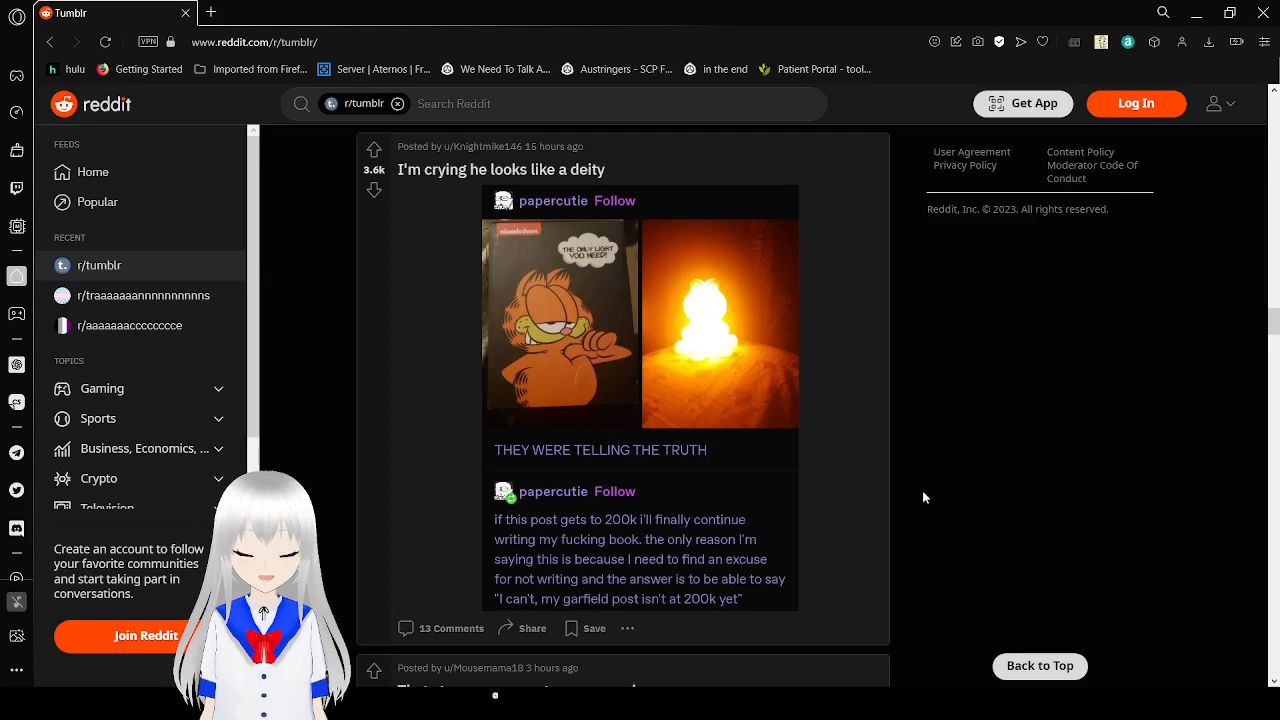 Tumblr
VPN
www.reddit.com/r/tumblr/
hulu
Getting Started
Imported from Firef...
Server | Aternos | Fr...
We Need To Talk A...
Austringers - SCP F...
in the end
Patient Portal - tool...
reddit
r/tumblr
Search Reddit
Get App
Log In
FEEDS
Home
Popular
RECENT
r/tumblr
r/traaaaaaannnnnnnnnns
r/aaaaaaacccccccce
TOPICS
Gaming
Sports
Business, Economics, ...
Crypto
Television
Create an account to follow
your favorite communities
and start taking part in
conversations.
Join Reddit
Posted by u/Knightmike146 15 hours ago
3.6k
I'm crying he looks like a deity
papercutie Follow
nickelodeon
THE ONLY LIGHT
YOU NEED!
THEY WERE TELLING THE TRUTH
papercutie Follow
if this post gets to 200k i'll finally continue
writing my fucking book. the only reason I'm
saying this is because I need to find an excuse
for not writing and the answer is to be able to say
"I can't, my garfield post isn't at 200k yet"
13 Comments
Share
Save
Posted by u/Mousemama18 3 hours ago
User Agreement
Privacy Policy
Content Policy
Moderator Code Of
Conduct
Reddit, Inc. © 2023. All rights reserved.
Back to Top